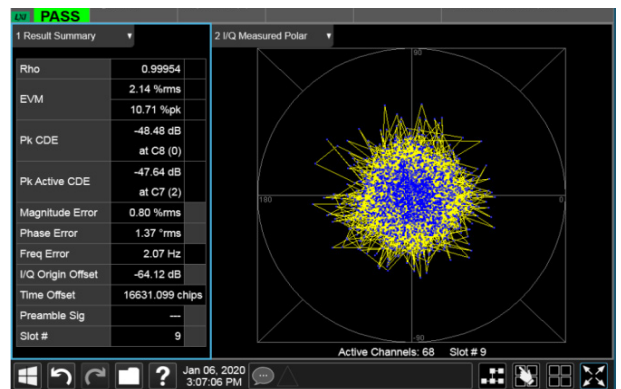 LXI PASS
1 Result Summary
2 I/Q Measured Polar
Rho 0.99954
EVM 2.14 %rms
10.71 %pk
Pk CDE -48.48 dB
at C8 (0)
Pk Active CDE -47.64 dB
at C7 (2)
Magnitude Error 0.80 %rms
Phase Error 1.37 °rms
Freq Error 2.07 Hz
I/Q Origin Offset -64.12 dB
Time Offset 16631.099 chips
Preamble Sig ---
Slot # 9
90
180
0
-90
Active Channels: 68 Slot # 9
?
Jan 06, 2020
3:07:06 PM